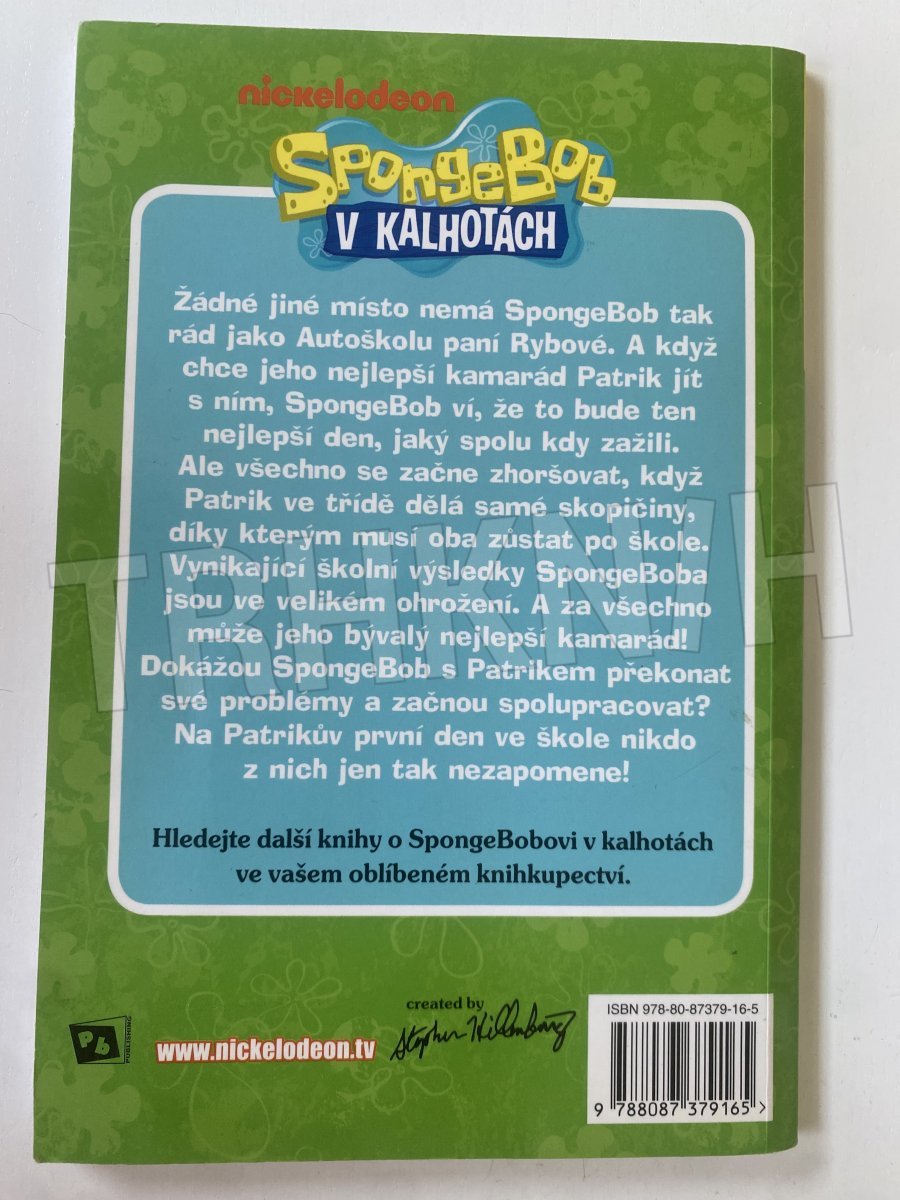 nickelodeon
SpongeBob
V KALHOTÁCH
Žádné jiné místo nemá SpongeBob tak
rád jako Autoškolu paní Rybové. A když
chce jeho nejlepší kamarád Patrik jít
s ním, SpongeBob ví, že to bude ten
nejlepší den, jaký spolu kdy zažili.
Ale všechno se začne zhoršovat, když
Patrik ve třídě dělá samé skopičiny,
díky kterým musí oba zůstat po škole.
Vynikající školní výsledky SpongeBoba
jsou ve velikém ohrožení. A za všechno
může jeho bývalý nejlepší kamarád!
Dokážou SpongeBob s Patrikem překonat
své problémy a začnou spolupracovat?
Na Patrikův první den ve škole nikdo
z nich jen tak nezapomene!
TRHKNIH
Hledejte další knihy o SpongeBobovi v kalhotách
ve vašem oblíbeném knihkupectví.
Pb
PUBLISHING
www.nickelodeon.tv
created by
Stephen Hillenburg
ISBN 978-80-87379-16-5
9 788087 379165 >